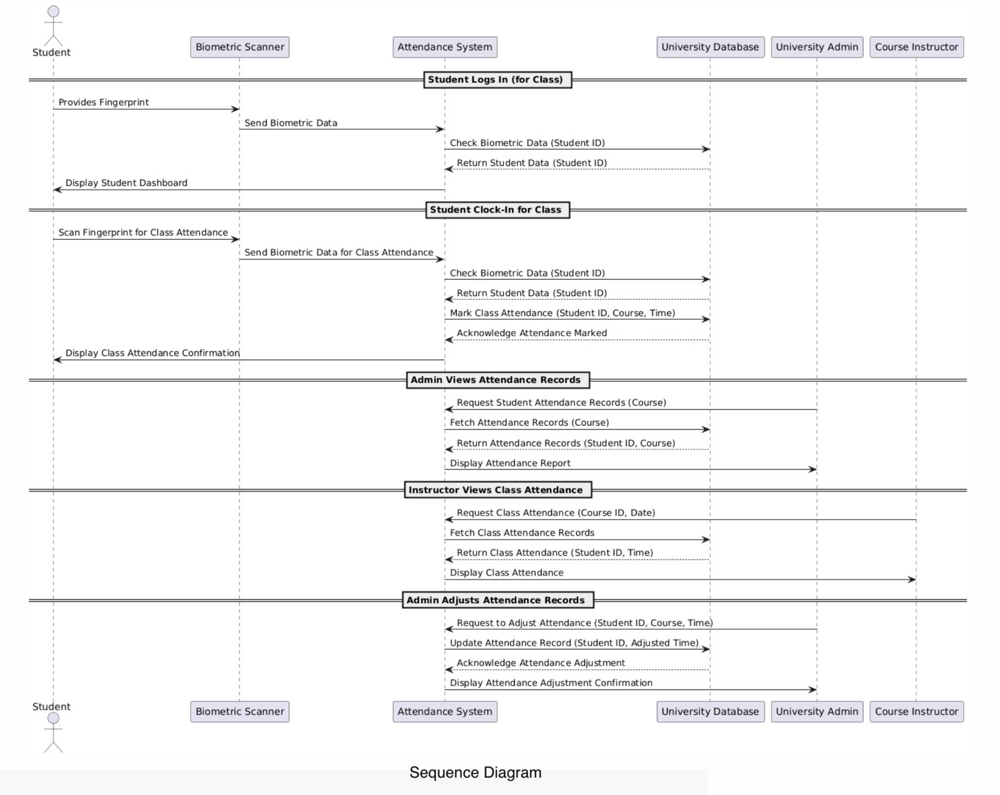 Student
Biometric Scanner
Attendance System
University Database
University Admin
Course Instructor
Student Logs In (for Class)
Provides Fingerprint
Send Biometric Data
Check Biometric Data (Student ID)
Return Student Data (Student ID)
Display Student Dashboard
Student Clock-In for Class
Scan Fingerprint for Class Attendance
Send Biometric Data for Class Attendance
Check Biometric Data (Student ID)
Return Student Data (Student ID)
Mark Class Attendance (Student ID, Course, Time)
Acknowledge Attendance Marked
Display Class Attendance Confirmation
Admin Views Attendance Records
Request Student Attendance Records (Course)
Fetch Attendance Records (Course)
Return Attendance Records (Student ID, Course)
Display Attendance Report
Instructor Views Class Attendance
Request Class Attendance (Course ID, Date)
Fetch Class Attendance Records
Return Class Attendance (Student ID, Time)
Display Class Attendance
Admin Adjusts Attendance Records
Request to Adjust Attendance (Student ID, Course, Time)
Update Attendance Record (Student ID, Adjusted Time)
Acknowledge Attendance Adjustment
Display Attendance Adjustment Confirmation
Student
Biometric Scanner
Attendance System
University Database
University Admin
Course Instructor
Sequence Diagram